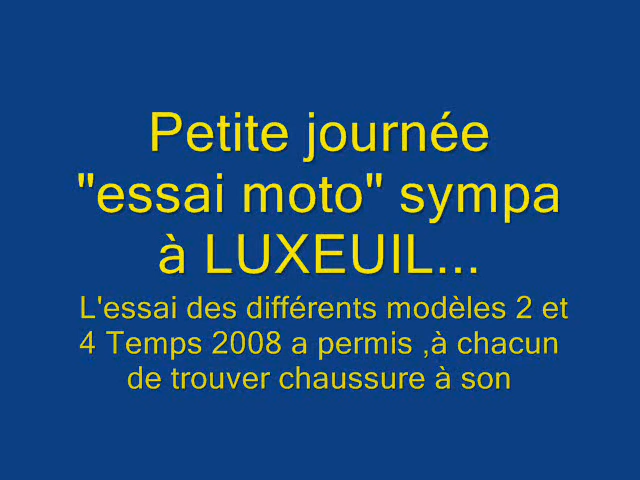 Petite journée
"essai moto" sympa
à LUXEUIL...
L'essai des différents modèles 2 et
4 Temps 2008 a permis ,à chacun
de trouver chaussure à son